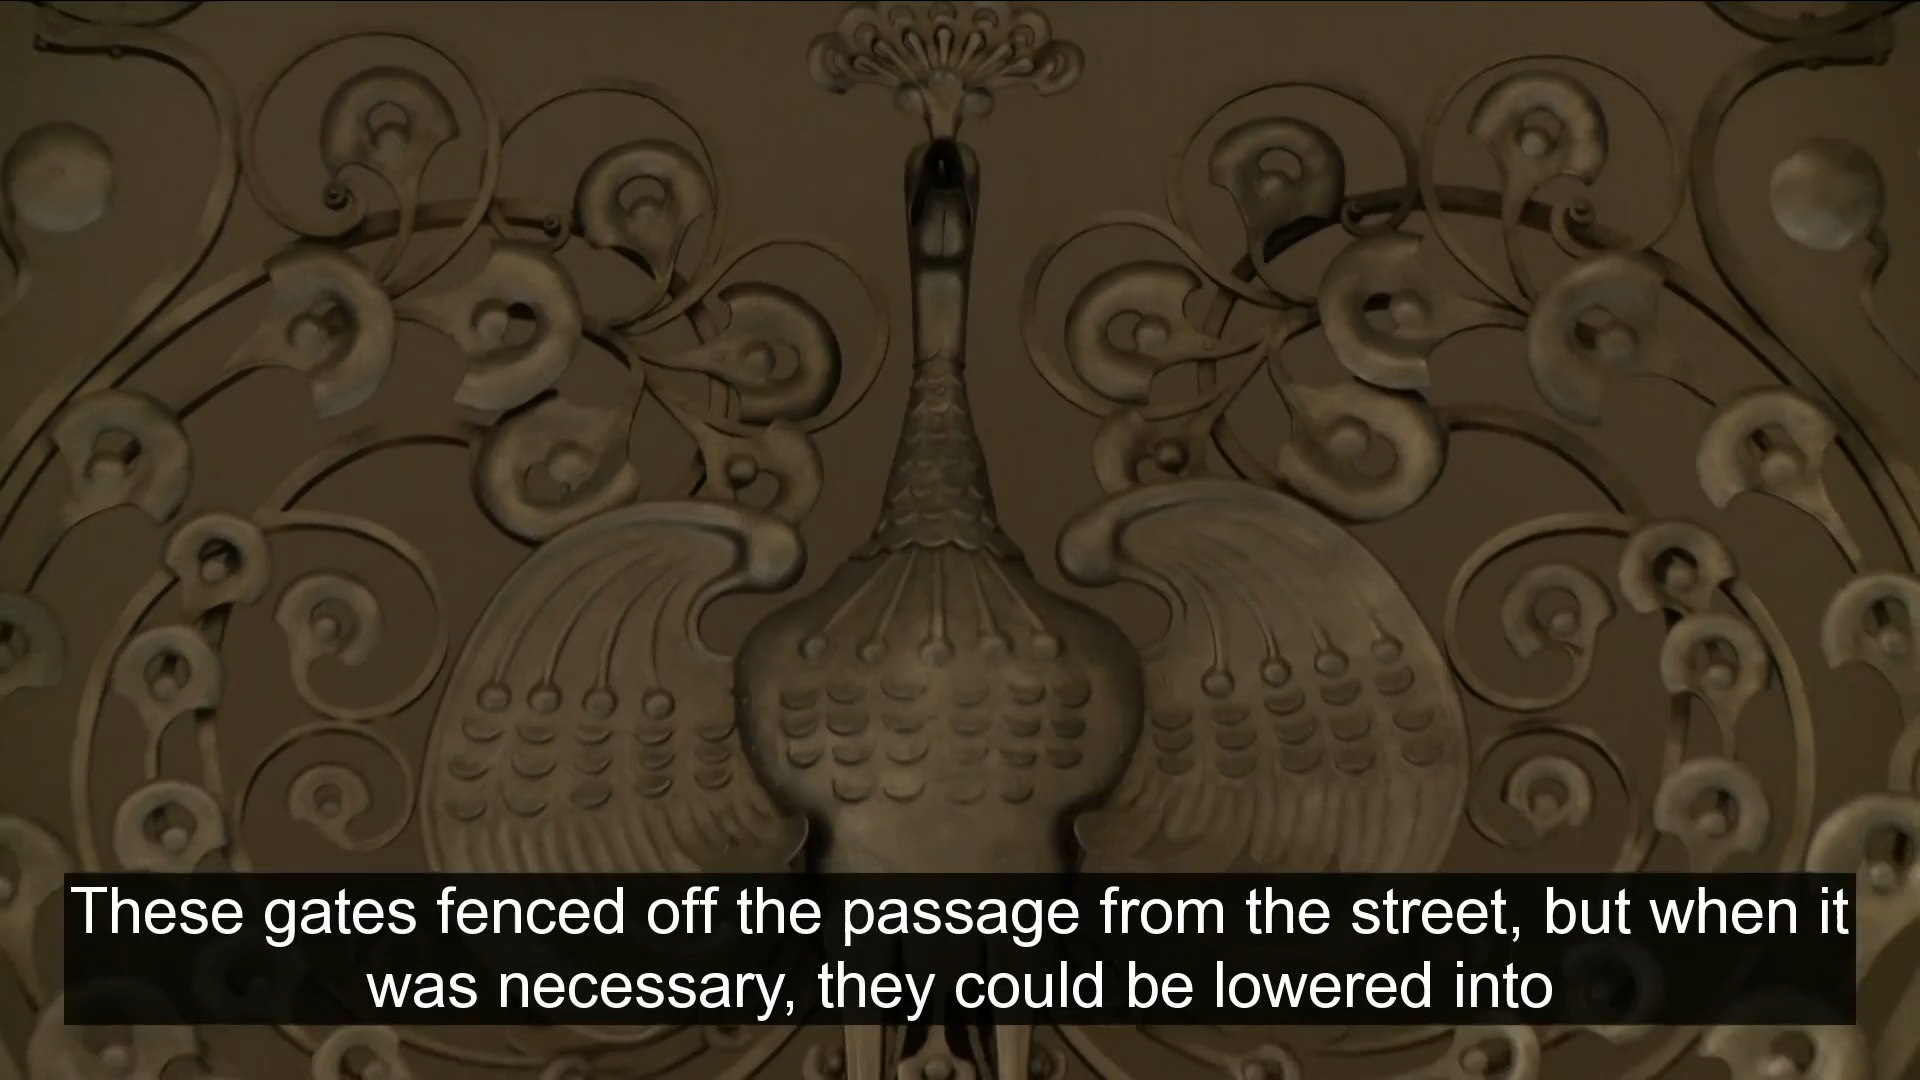 These gates fenced off the passage from the street, but when it
was necessary, they could be lowered into